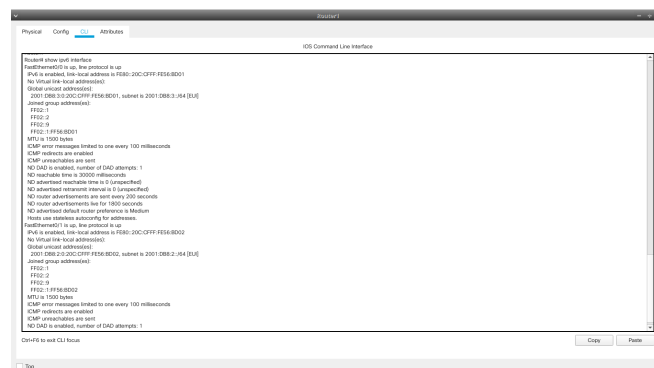 Router1
Physical Config CLI Attributes
IOS Command Line Interface
Router# show ipv6 interface
FastEthernet0/0 is up, line protocol is up
IPv6 is enabled, link-local address is FE80::20C:CFFF:FE56:BD01
No Virtual link-local address(es):
Global unicast address(es):
2001:DB8:3:0:20C:CFFF:FE56:BD01, subnet is 2001:DB8:3::/64 [EUI]
Joined group address(es):
FF02::1
FF02::2
FF02::9
FF02::1:FF56:BD01
MTU is 1500 bytes
ICMP error messages limited to one every 100 milliseconds
ICMP redirects are enabled
ICMP unreachables are sent
ND DAD is enabled, number of DAD attempts: 1
ND reachable time is 30000 milliseconds
ND advertised reachable time is 0 (unspecified)
ND advertised retransmit interval is 0 (unspecified)
ND router advertisements are sent every 200 seconds
ND router advertisements live for 1800 seconds
ND advertised default router preference is Medium
Hosts use stateless autoconfig for addresses.
FastEthernet0/1 is up, line protocol is up
IPv6 is enabled, link-local address is FE80::20C:CFFF:FE56:BD02
No Virtual link-local address(es):
Global unicast address(es):
2001:DB8:2:0:20C:CFFF:FE56:BD02, subnet is 2001:DB8:2::/64 [EUI]
Joined group address(es):
FF02::1
FF02::2
FF02::9
FF02::1:FF56:BD02
MTU is 1500 bytes
ICMP error messages limited to one every 100 milliseconds
ICMP redirects are enabled
ICMP unreachables are sent
ND DAD is enabled, number of DAD attempts: 1
Ctrl+F6 to exit CLI focus
Copy Paste
Top